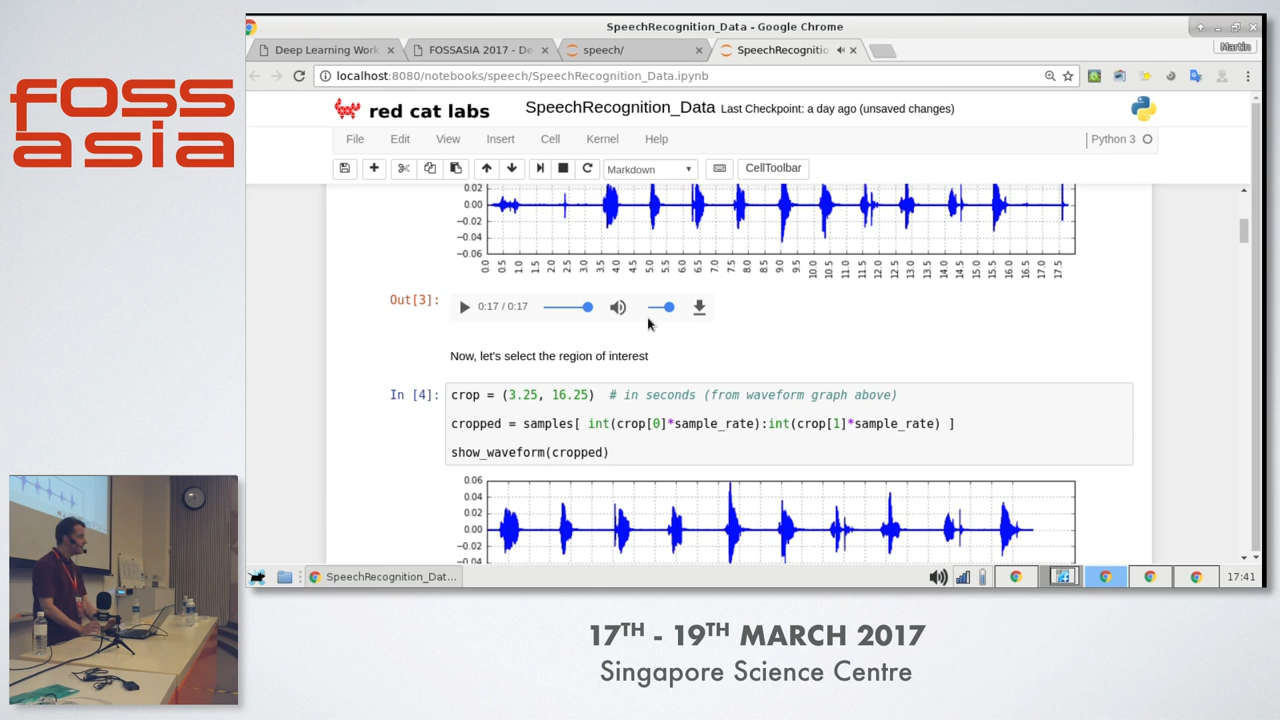 foss
asia
SpeechRecognition_Data - Google Chrome
Deep Learning Work
FOSSASIA 2017 - De
speech/
SpeechRecognitio
Martin
localhost:8080/notebooks/speech/SpeechRecognition_Data.ipynb
red cat labs
SpeechRecognition_Data Last Checkpoint: a day ago (unsaved changes)
File Edit View Insert Cell Kernel Help
Python 3
Markdown
CellToolbar
0.02
0.00
−0.02
−0.04
−0.06
0.0 0.5 1.0 1.5 2.0 2.5 3.0 3.5 4.0 4.5 5.0 5.5 6.0 6.5 7.0 7.5 8.0 8.5 9.0 9.5 10.0 10.5 11.0 11.5 12.0 12.5 13.0 13.5 14.0 14.5 15.0 15.5 16.0 16.5 17.0 17.5
Out[3]:
0:17 / 0:17
Now, let's select the region of interest
In [4]:
crop = (3.25, 16.25)  # in seconds (from waveform graph above)
cropped = samples[ int(crop[0]*sample_rate):int(crop[1]*sample_rate) ]
show_waveform(cropped)
0.06
0.04
0.02
0.00
−0.02
−0.04
SpeechRecognition_Dat...
17:41
17TH - 19TH MARCH 2017
Singapore Science Centre